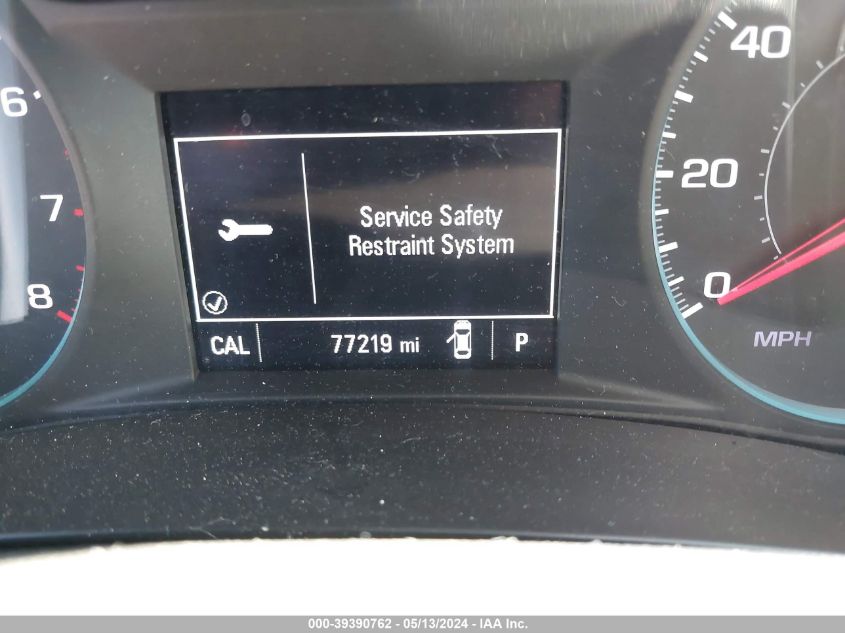 6
7
8
Service Safety
Restraint System
CAL 77219 mi P
40
20
0
MPH
000-39390762 - 05/13/2024 - IAA Inc.